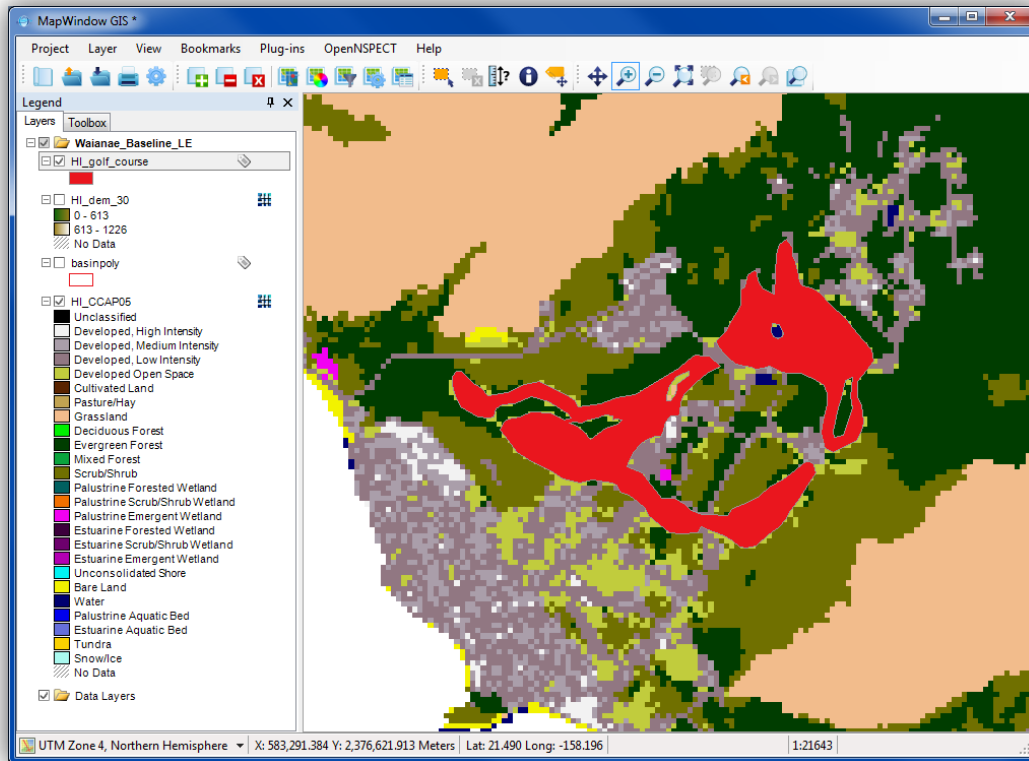 MapWindow GIS *
Project Layer View Bookmarks Plug-ins OpenNSPECT Help
Legend
Layers Toolbox
Waianae_Baseline_LE
HI_golf_course
HI_dem_30
0 - 613
613 - 1226
No Data
basinpoly
HI_CCAP05
Unclassified
Developed, High Intensity
Developed, Medium Intensity
Developed, Low Intensity
Developed Open Space
Cultivated Land
Pasture/Hay
Grassland
Deciduous Forest
Evergreen Forest
Mixed Forest
Scrub/Shrub
Palustrine Forested Wetland
Palustrine Scrub/Shrub Wetland
Palustrine Emergent Wetland
Estuarine Forested Wetland
Estuarine Scrub/Shrub Wetland
Estuarine Emergent Wetland
Unconsolidated Shore
Bare Land
Water
Palustrine Aquatic Bed
Estuarine Aquatic Bed
Tundra
Snow/Ice
No Data
Data Layers
UTM Zone 4, Northern Hemisphere X: 583,291.384 Y: 2,376,621.913 Meters Lat: 21.490 Long: -158.196 1:21643